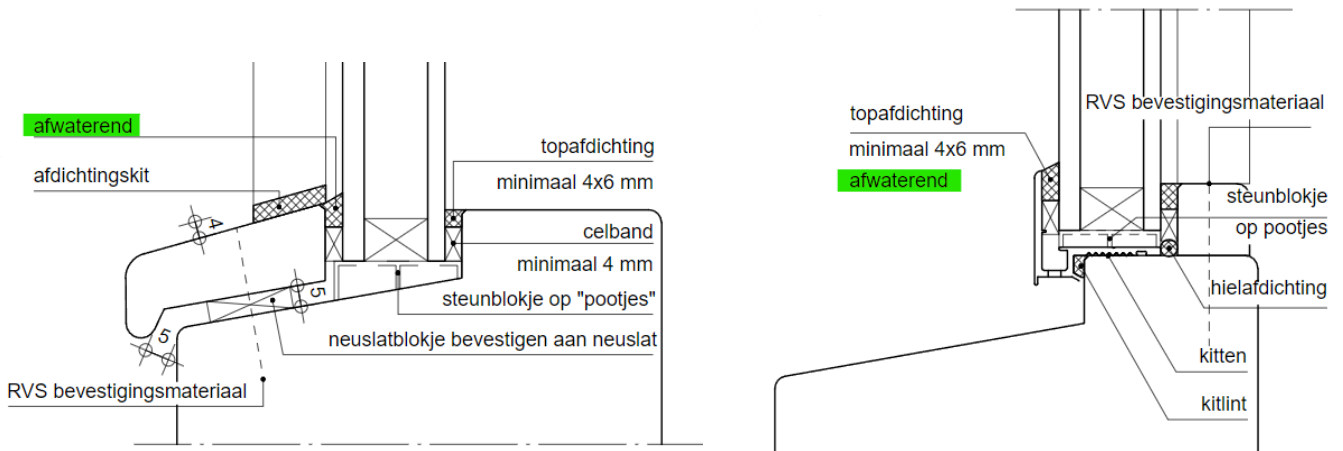 afwaterend
afdichtingskit
4
5
5
RVS bevestigingsmateriaal
topafdichting
minimaal 4x6 mm
celband
minimaal 4 mm
steunblokje op "pootjes"
neuslatblokje bevestigen aan neuslat
topafdichting
minimaal 4x6 mm
afwaterend
RVS bevestigingsmateriaal
steunblokje
op pootjes
hielafdichting
kitten
kitlint